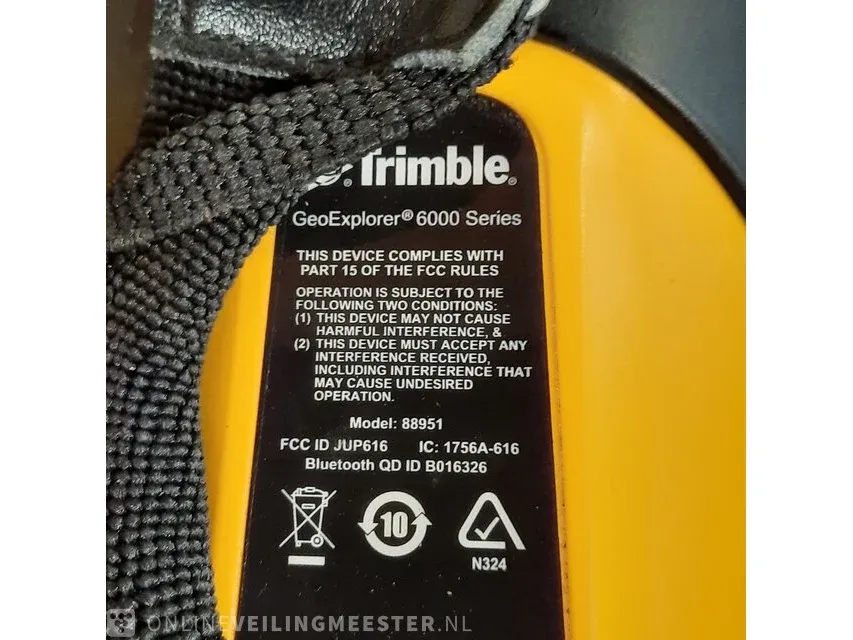 Trimble.
GeoExplorer® 6000 Series
THIS DEVICE COMPLIES WITH
PART 15 OF THE FCC RULES
OPERATION IS SUBJECT TO THE
FOLLOWING TWO CONDITIONS:
(1) THIS DEVICE MAY NOT CAUSE
HARMFUL INTERFERENCE, &
(2) THIS DEVICE MUST ACCEPT ANY
INTERFERENCE RECEIVED,
INCLUDING INTERFERENCE THAT
MAY CAUSE UNDESIRED
OPERATION.
Model: 88951
FCC ID JUP616 IC: 1756A-616
Bluetooth QD ID B016326
10
N324
ONLINEVEILINGMEESTER.NL